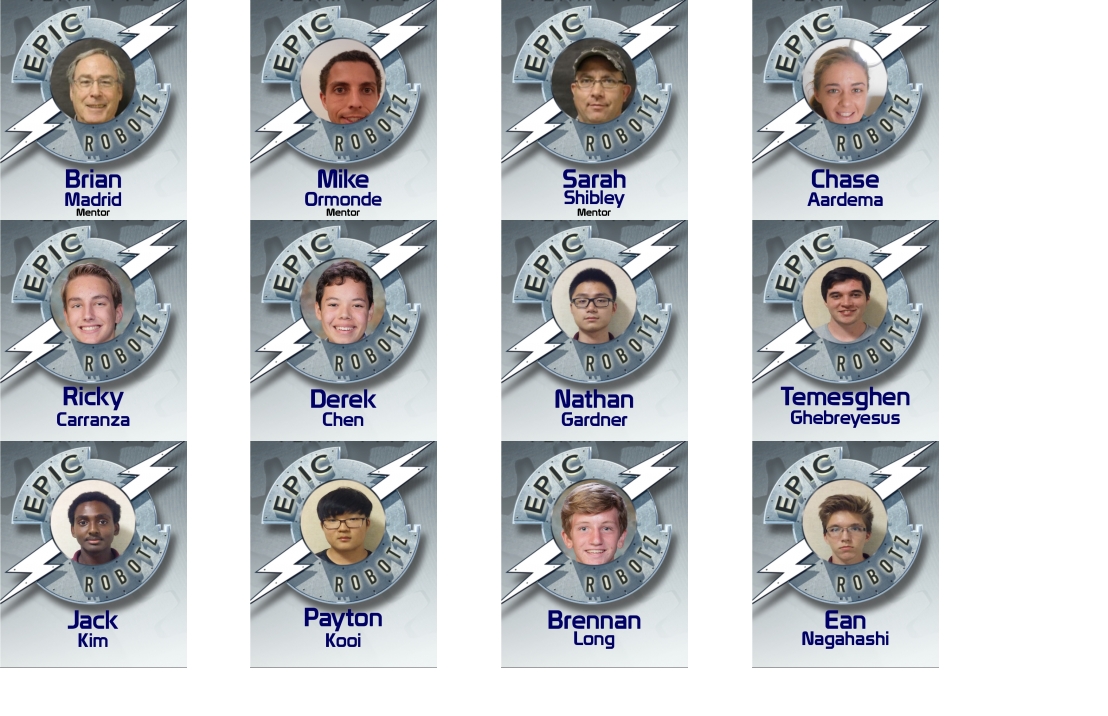 EPIC EPIC EPIC EPIC
ROBOTZ ROBOTZ ROBOTZ ROBOTZ
Brian Mike Sarah Chase
Madrid Ormonde Shibley Aardema
Mentor Mentor Mentor
EPIC EPIC EPIC EPIC
ROBOTZ ROBOTZ ROBOTZ ROBOTZ
Ricky Derek Nathan Temesghen
Carranza Chen Gardner Ghebreyesus
EPIC EPIC EPIC EPIC
ROBOTZ ROBOTZ ROBOTZ ROBOTZ
Jack Payton Brennan Ean
Kim Kooi Long Nagahashi